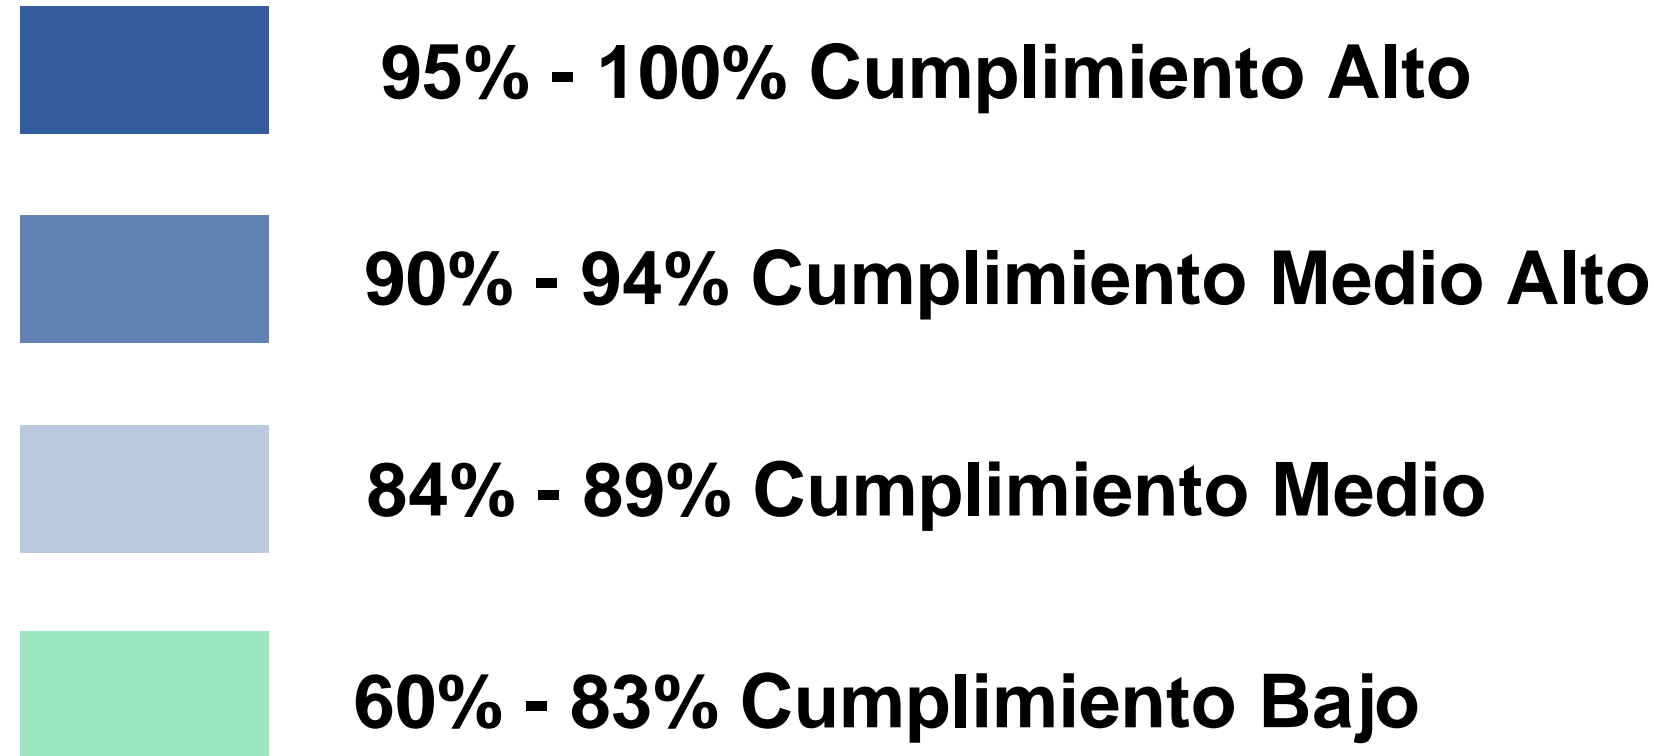 95% - 100% Cumplimiento Alto
90% - 94% Cumplimiento Medio Alto
84% - 89% Cumplimiento Medio
60% - 83% Cumplimiento Bajo